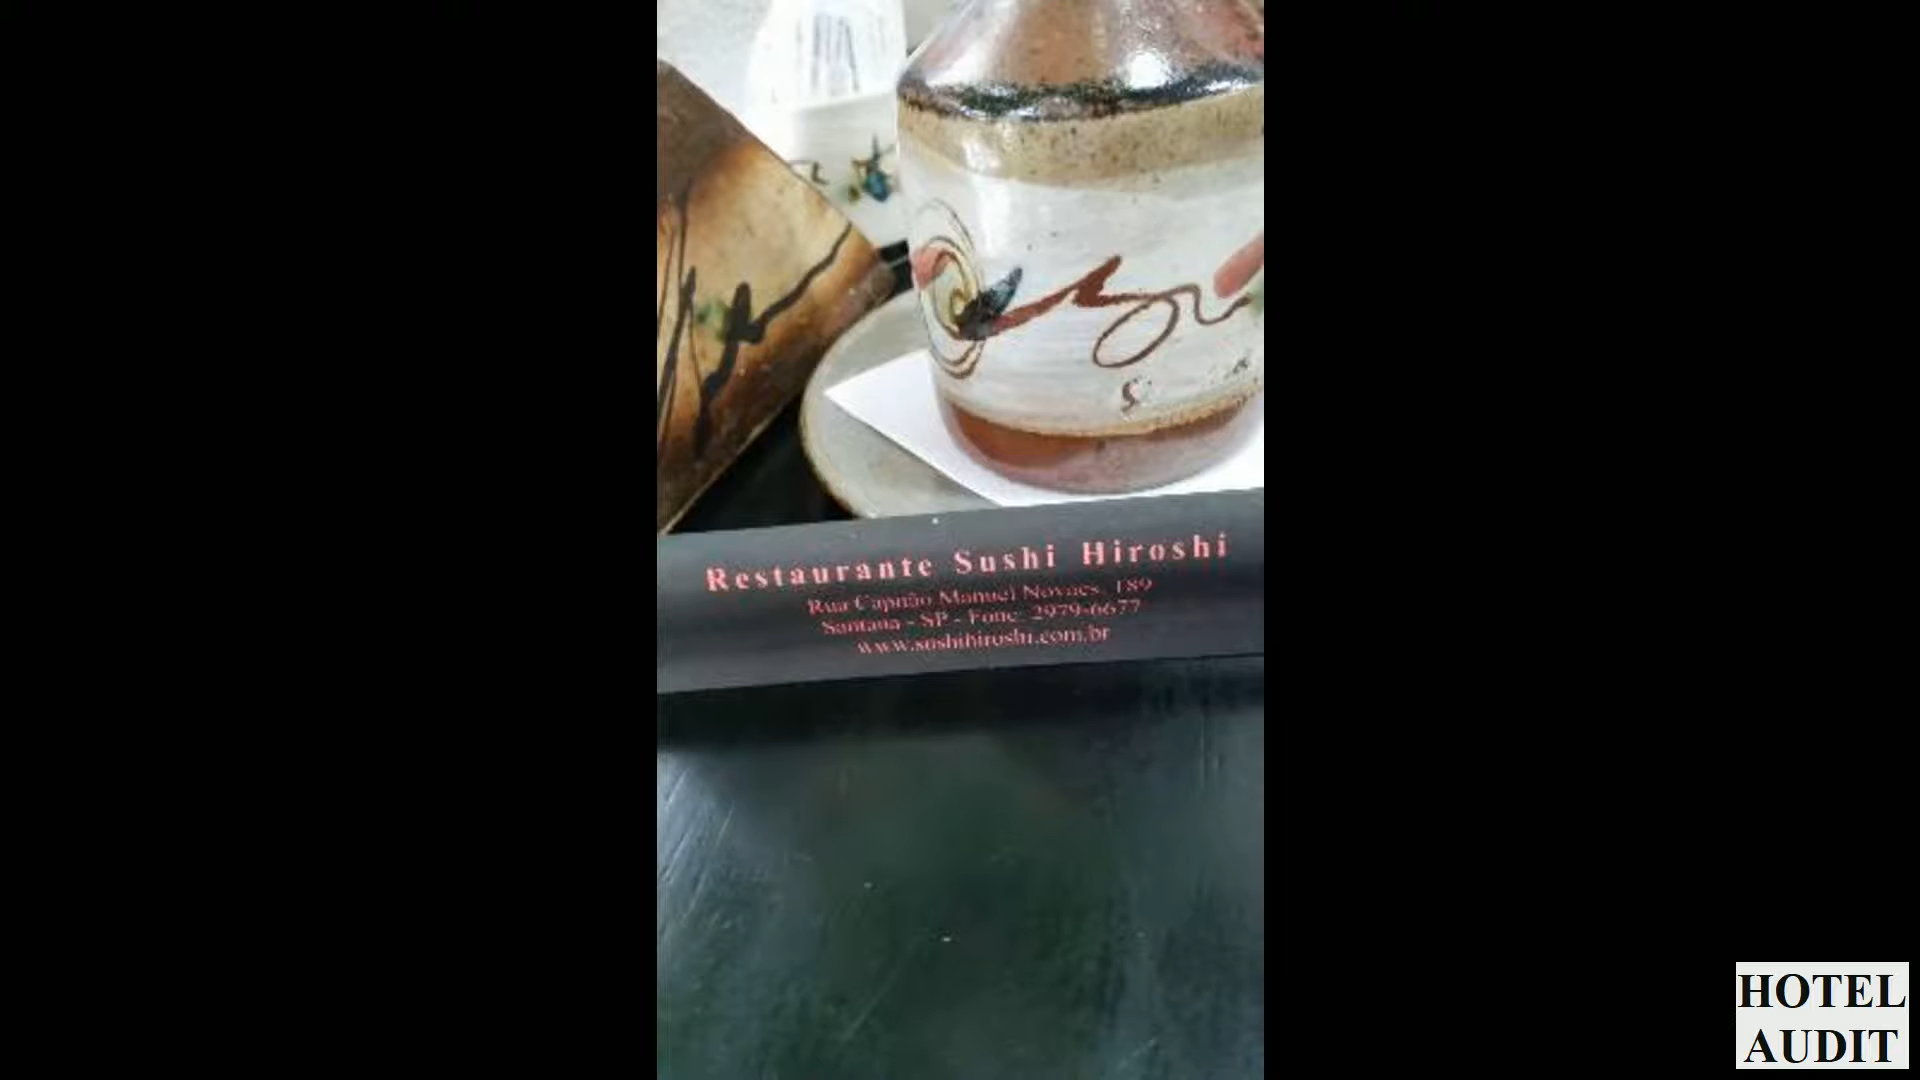 Restaurante Sushi Hiroshi
Rua Capitão Manuel Novaes, 189
Santana - SP - Fone: 2979-6677
www.sushihiroshi.com.br
HOTEL
AUDIT